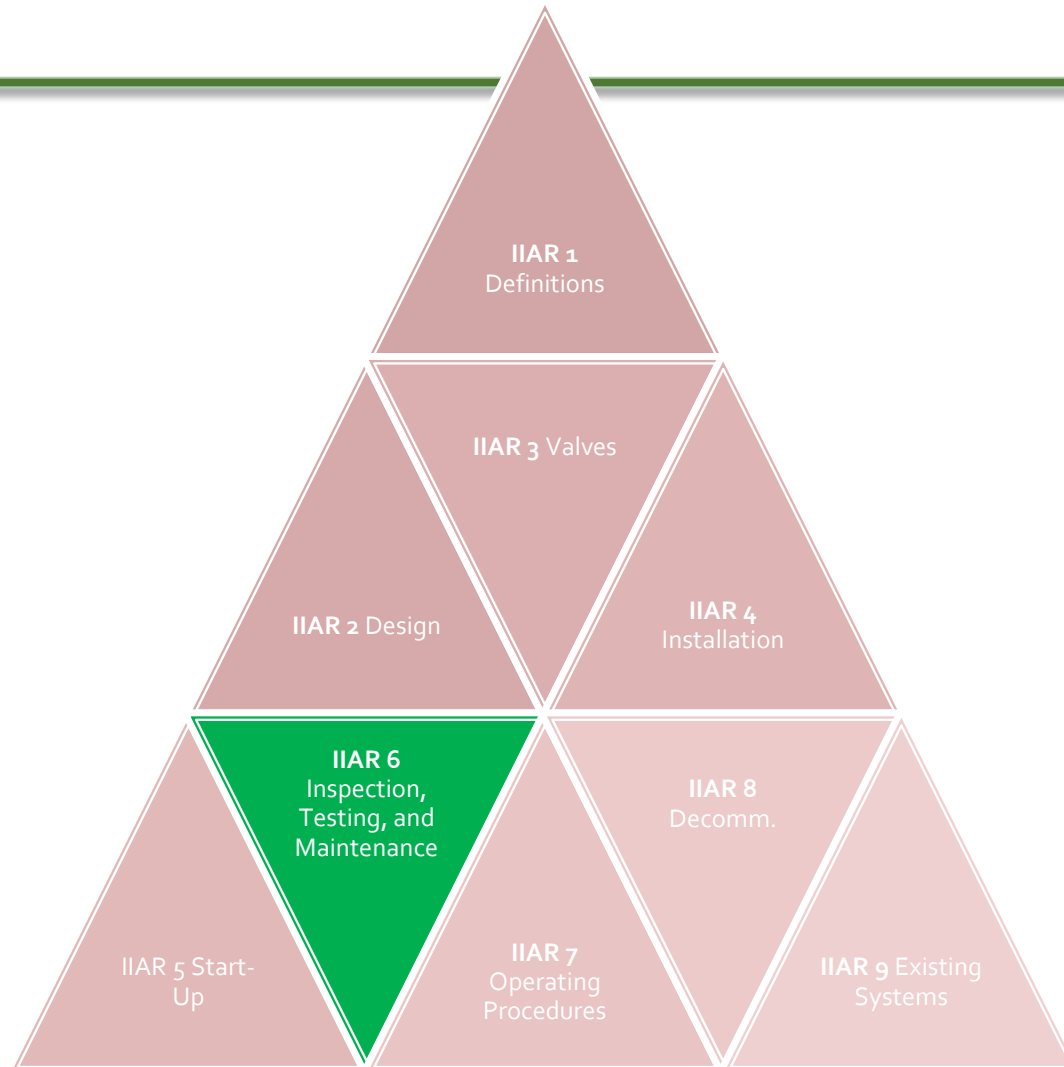 IIAR 1
Definitions
IIAR 3 Valves
IIAR 2 Design
IIAR 4
Installation
IIAR 6
Inspection,
Testing, and
Maintenance
IIAR 8
Decomm.
IIAR 5 Start-
Up
IIAR 7
Operating
Procedures
IIAR 9 Existing
Systems